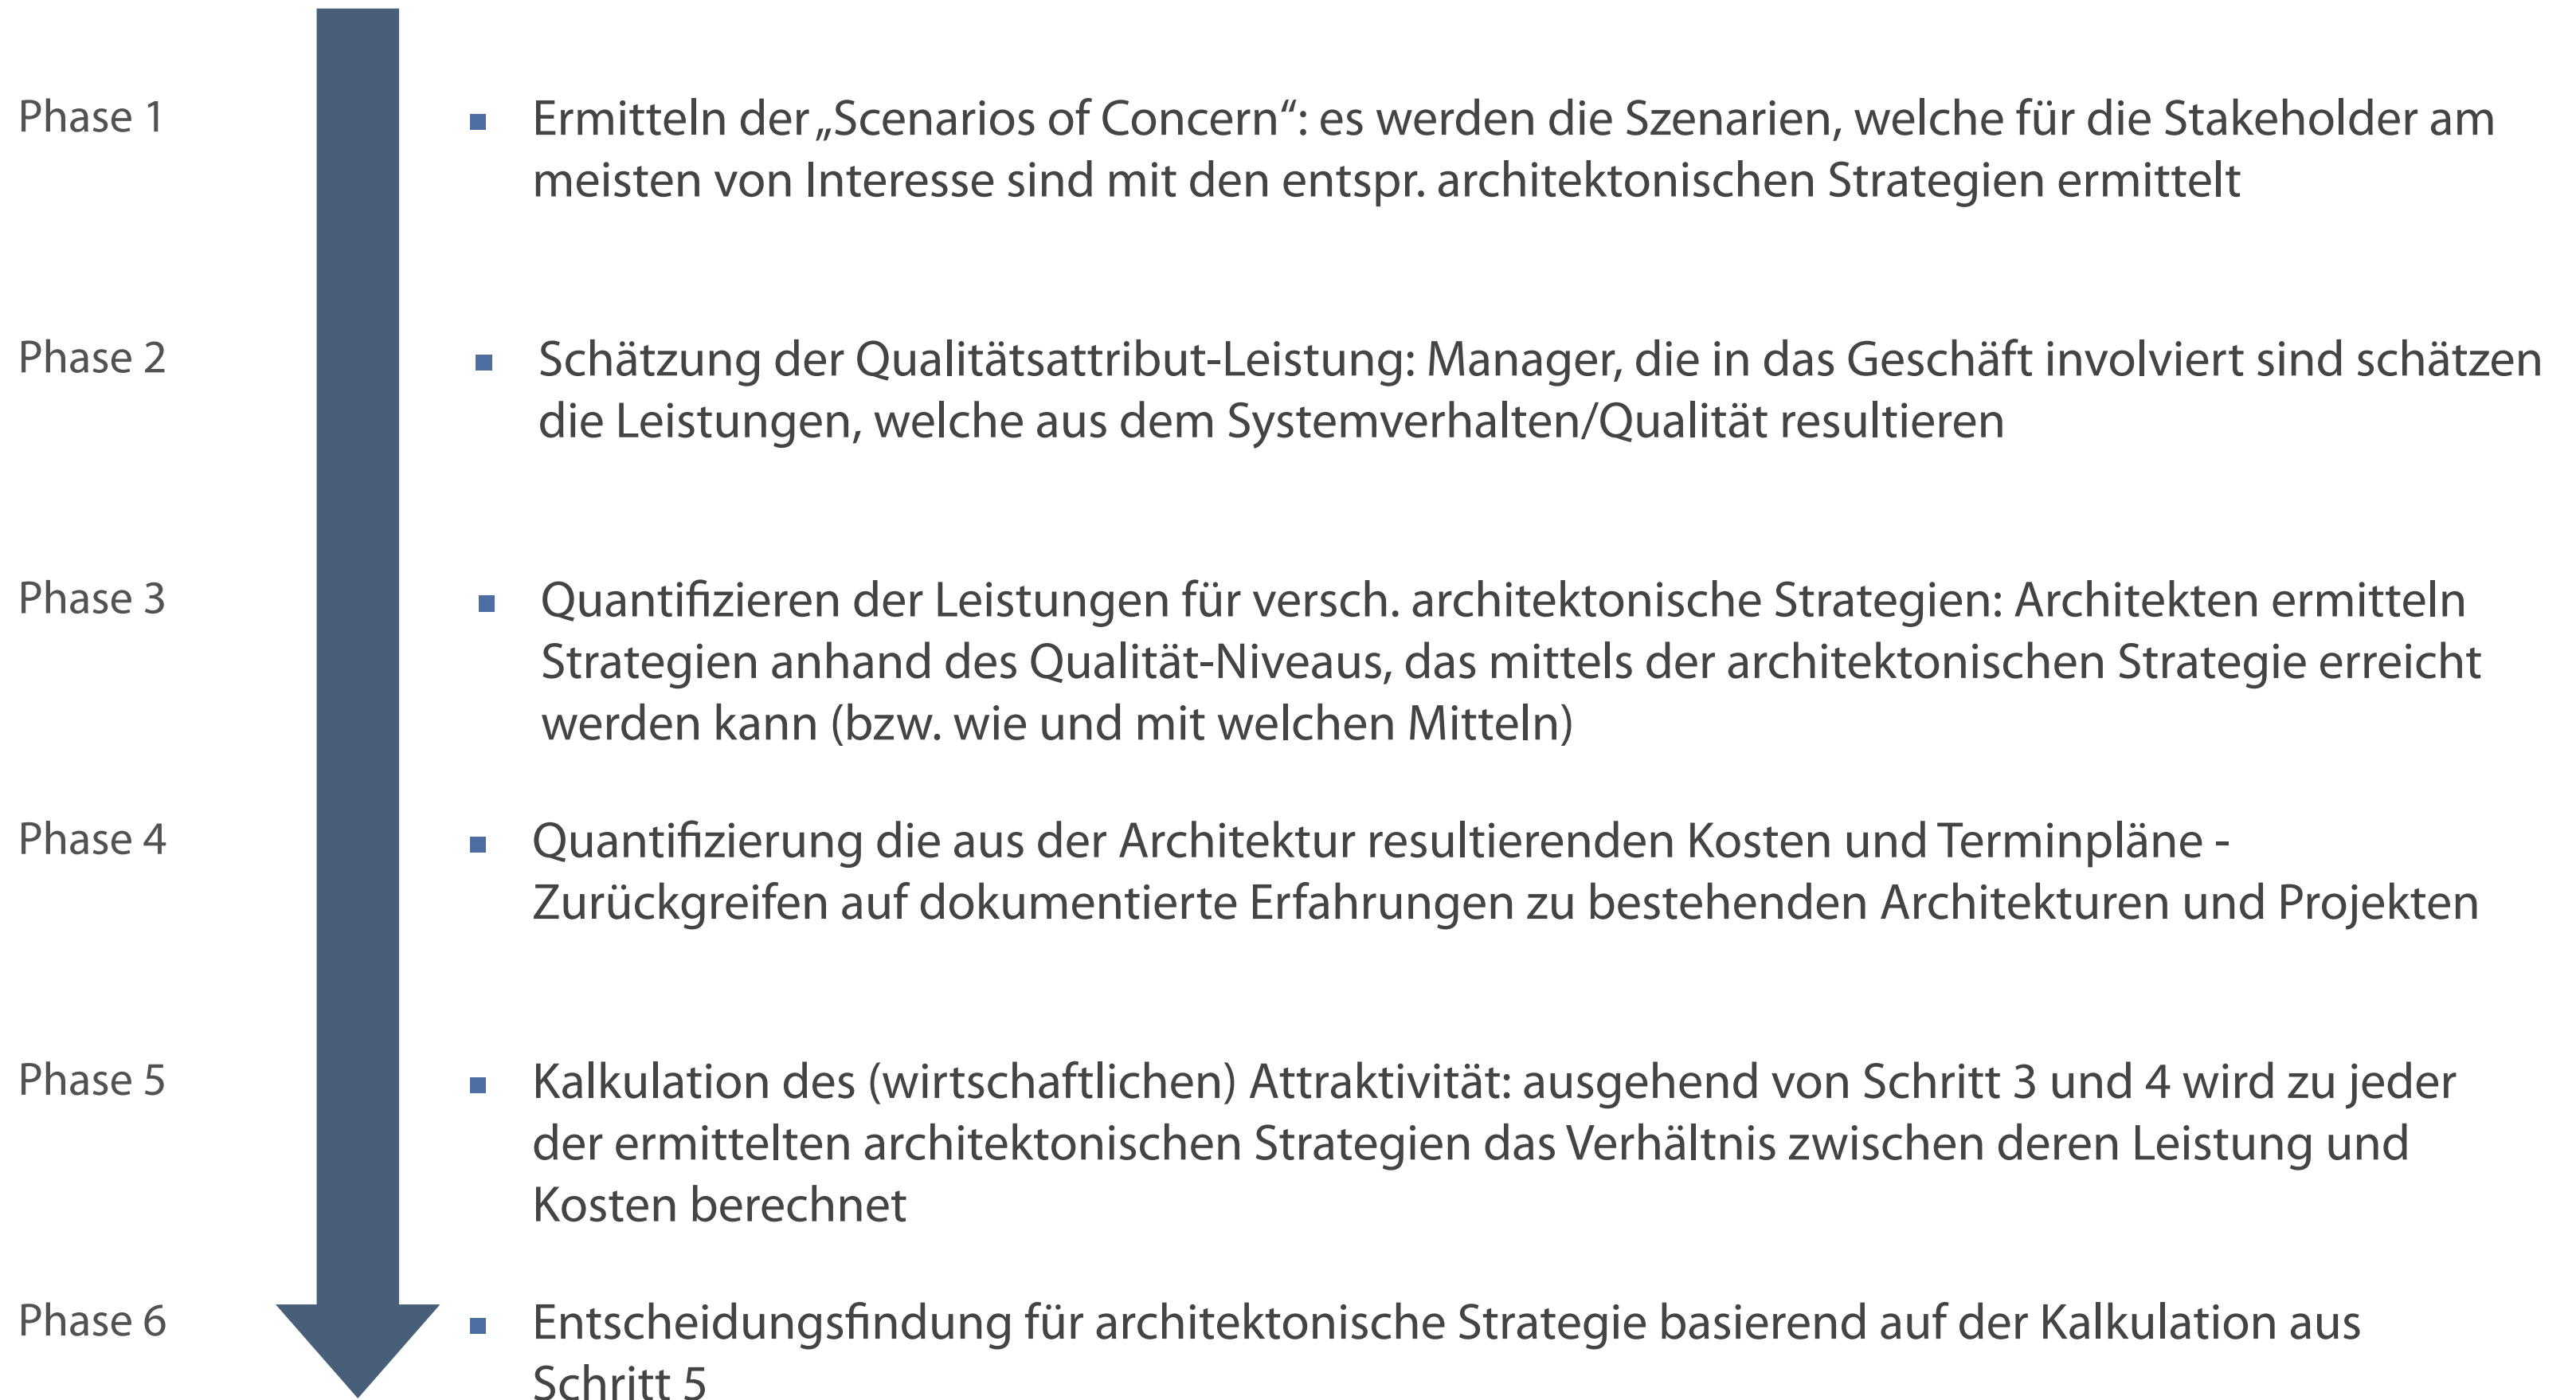 Phase 1
Ermitteln der „Scenarios of Concern“: es werden die Szenarien, welche für die Stakeholder am
meisten von Interesse sind mit den entspr. architektonischen Strategien ermittelt
Phase 2
Schätzung der Qualitätsattribut-Leistung: Manager, die in das Geschäft involviert sind schätzen
die Leistungen, welche aus dem Systemverhalten/Qualität resultieren
Phase 3
Quantifizieren der Leistungen für versch. architektonische Strategien: Architekten ermitteln
Strategien anhand des Qualität-Niveaus, das mittels der architektonischen Strategie erreicht
werden kann (bzw. wie und mit welchen Mitteln)
Phase 4
Quantifizierung die aus der Architektur resultierenden Kosten und Terminpläne -
Zurückgreifen auf dokumentierte Erfahrungen zu bestehenden Architekturen und Projekten
Phase 5
Kalkulation des (wirtschaftlichen) Attraktivität: ausgehend von Schritt 3 und 4 wird zu jeder
der ermittelten architektonischen Strategien das Verhältnis zwischen deren Leistung und
Kosten berechnet
Phase 6
Entscheidungsfindung für architektonische Strategie basierend auf der Kalkulation aus
Schritt 5